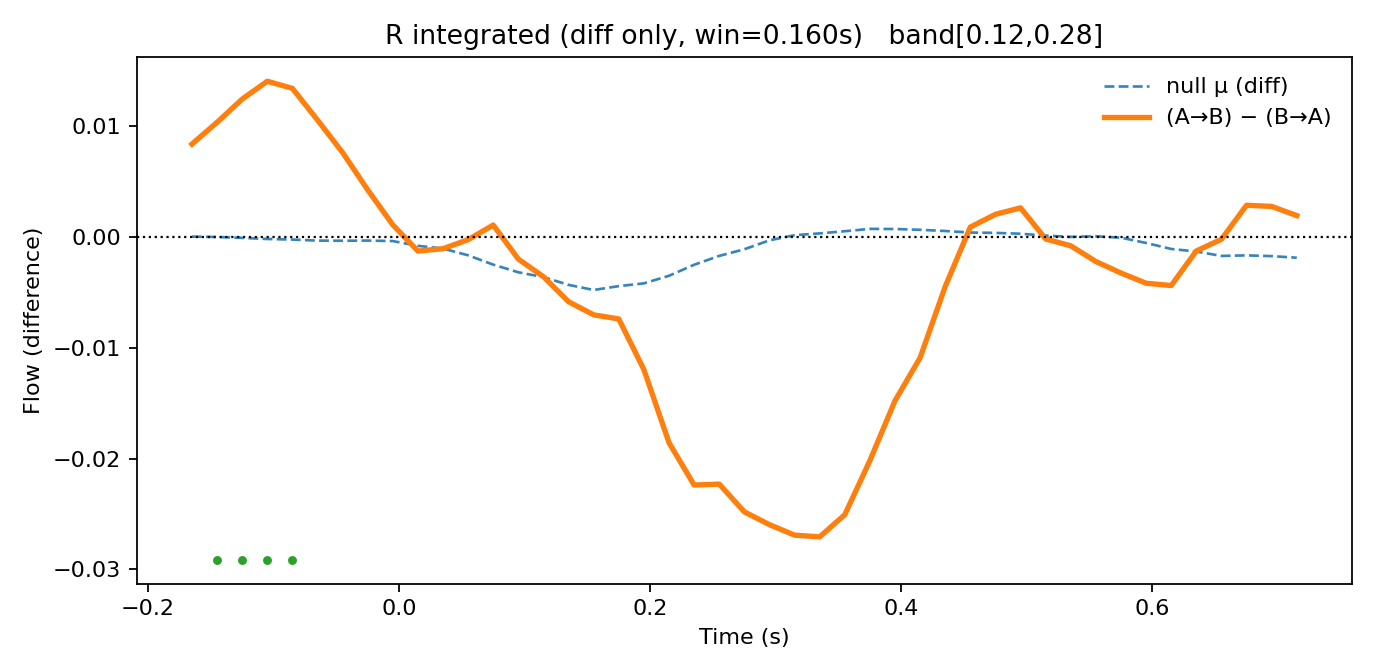 R integrated (diff only, win=0.160s)   band[0.12,0.28]
null μ (diff)
(A→B) − (B→A)
Flow (difference)
0.01
0.00
−0.01
−0.02
−0.03
−0.2
0.0
0.2
0.4
0.6
Time (s)